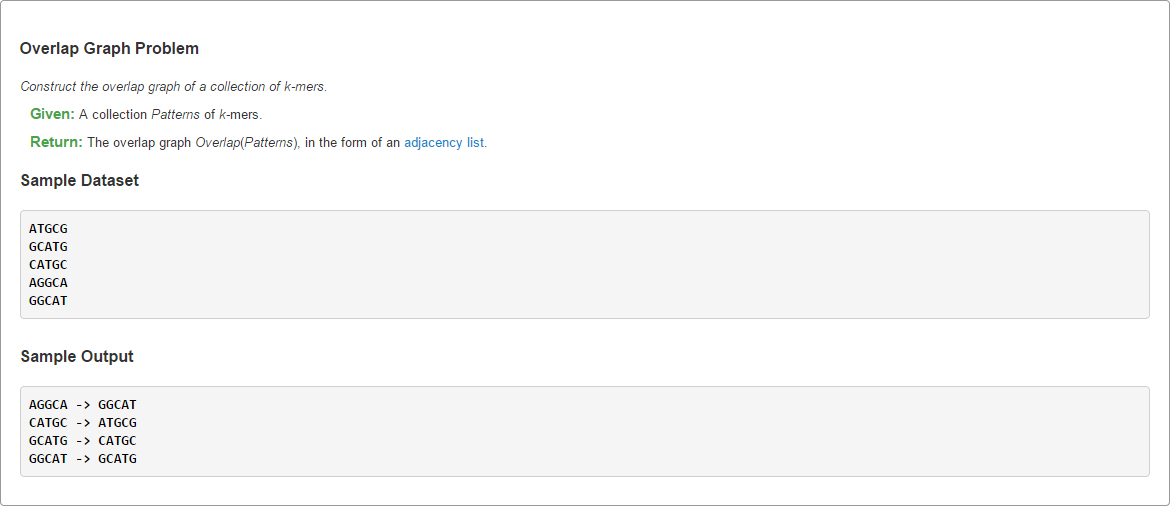 Overlap Graph Problem
Construct the overlap graph of a collection of k-mers.
Given: A collection Patterns of k-mers.
Return: The overlap graph Overlap(Patterns), in the form of an adjacency list.
Sample Dataset
ATGCG
GCATG
CATGC
AGGCA
GGCAT
Sample Output
AGGCA -> GGCAT
CATGC -> ATGCG
GCATG -> CATGC
GGCAT -> GCATG